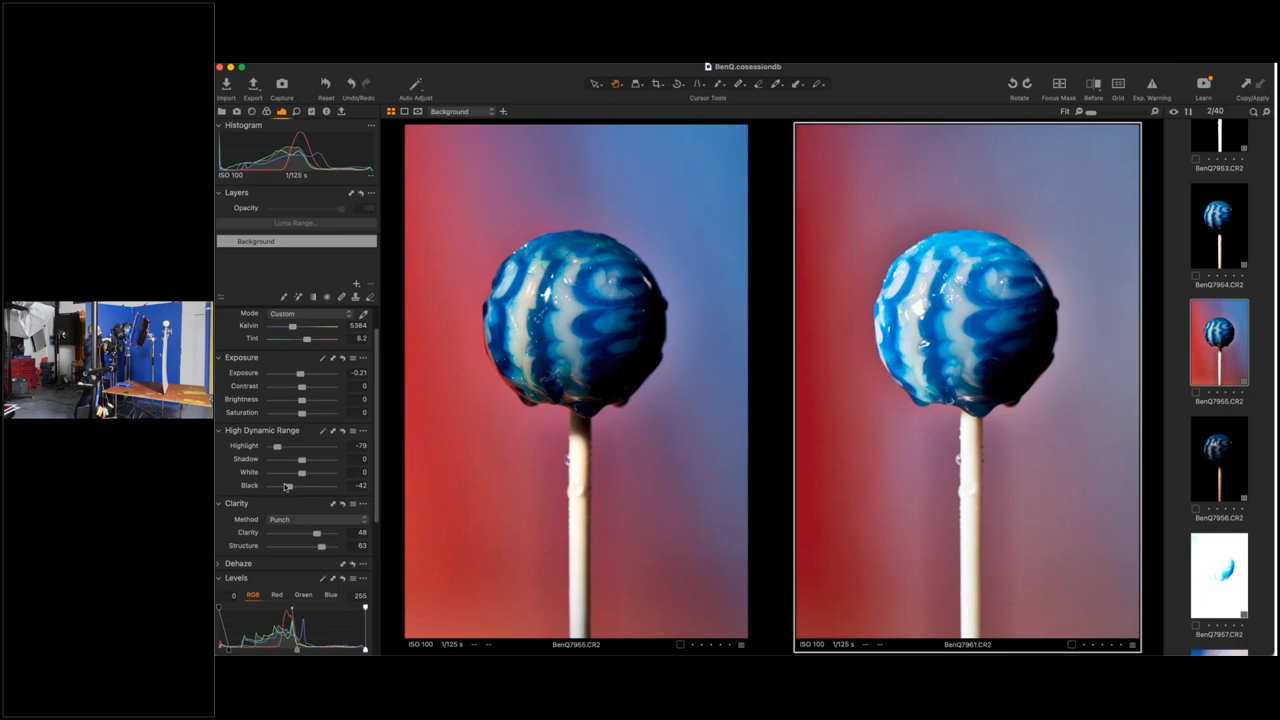 BenQ.cosessiondb
Import Export Capture Reset Undo/Redo Auto Adjust Cursor Tools Rotate Focus Mask Before Grid Exp. Warning Learn Copy/Apply
Background
Fit
2/40
Histogram
ISO 100 1/125 s --
Layers
Opacity 100
Luma Range...
Background
Mode Custom
Kelvin 5384
Tint 8.2
Exposure
Exposure -0.21
Contrast 0
Brightness 0
Saturation 0
High Dynamic Range
Highlight -79
Shadow 0
White 0
Black -42
Clarity
Method Punch
Clarity 48
Structure 63
Dehaze
Levels
0 RGB Red Green Blue 255
ISO 100 1/125 s -- -- BenQ7955.CR2
ISO 100 1/125 s -- -- BenQ7961.CR2
BenQ7953.CR2
BenQ7954.CR2
BenQ7955.CR2
BenQ7956.CR2
BenQ7957.CR2